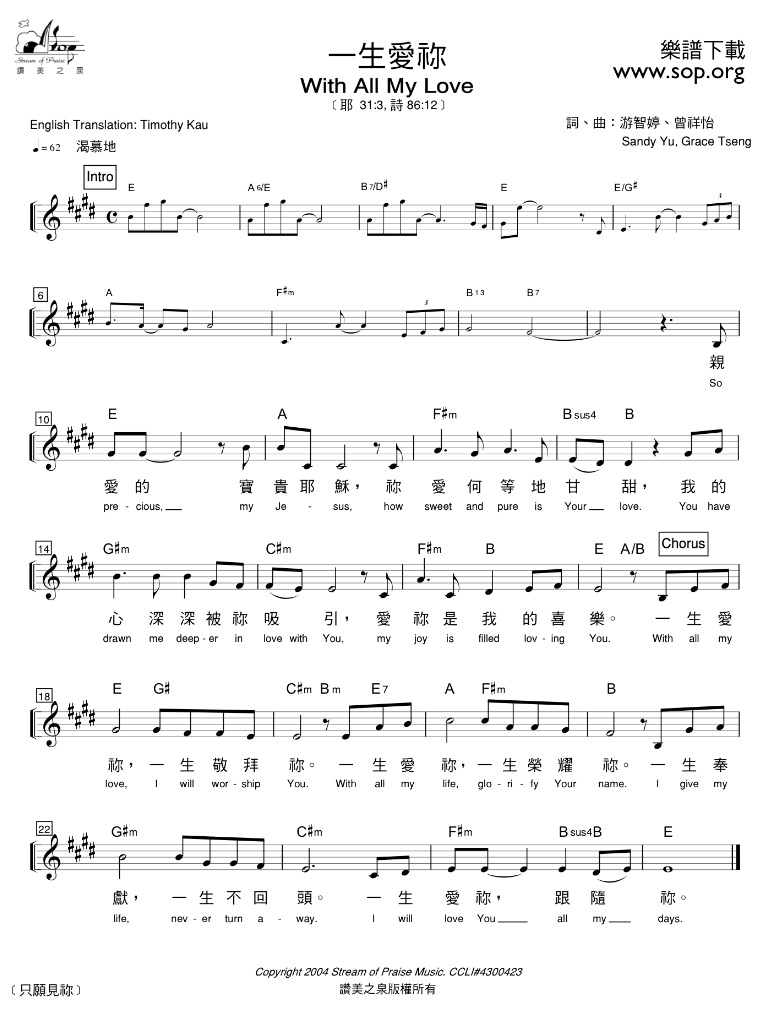 Stop
Stream of Praise
讚美之泉
一生愛祢
With All My Love
﹝耶 31:3, 詩 86:12﹞
樂譜下載
www.sop.org
English Translation: Timothy Kau
詞、曲：游智婷、曾祥怡
Sandy Yu, Grace Tseng
♩= 62 渴慕地
Intro
E A6/E B7/D# E E/G#
3
6
A F#m B13 B7
3
親
So
10
E A F#m Bsus4 B
愛 的 寶 貴 耶 穌， 祢 愛 何 等 地 甘 甜， 我 的
pre - cious, my Je - sus, how sweet and pure is Your love. You have
14
G#m C#m F#m B E A/B
Chorus
心 深 深 被 祢 吸 引， 愛 祢 是 我 的 喜 樂。 一 生 愛
drawn me deep-er in love with You, my joy is filled lov - ing You. With all my
18
E G# C#m Bm E7 A F#m B
祢， 一 生 敬 拜 祢。 一 生 愛 祢， 一 生 榮 耀 祢。 一 生 奉
love, I will wor - ship You. With all my life, glo - ri - fy Your name. I give my
22
G#m C#m F#m Bsus4B E
獻， 一 生 不 回 頭。 一 生 愛 祢， 跟 隨 祢。
life, nev - er turn a - way. I will love You all my days.
Copyright 2004 Stream of Praise Music. CCLI#4300423
讚美之泉版權所有
﹝只願見祢﹞